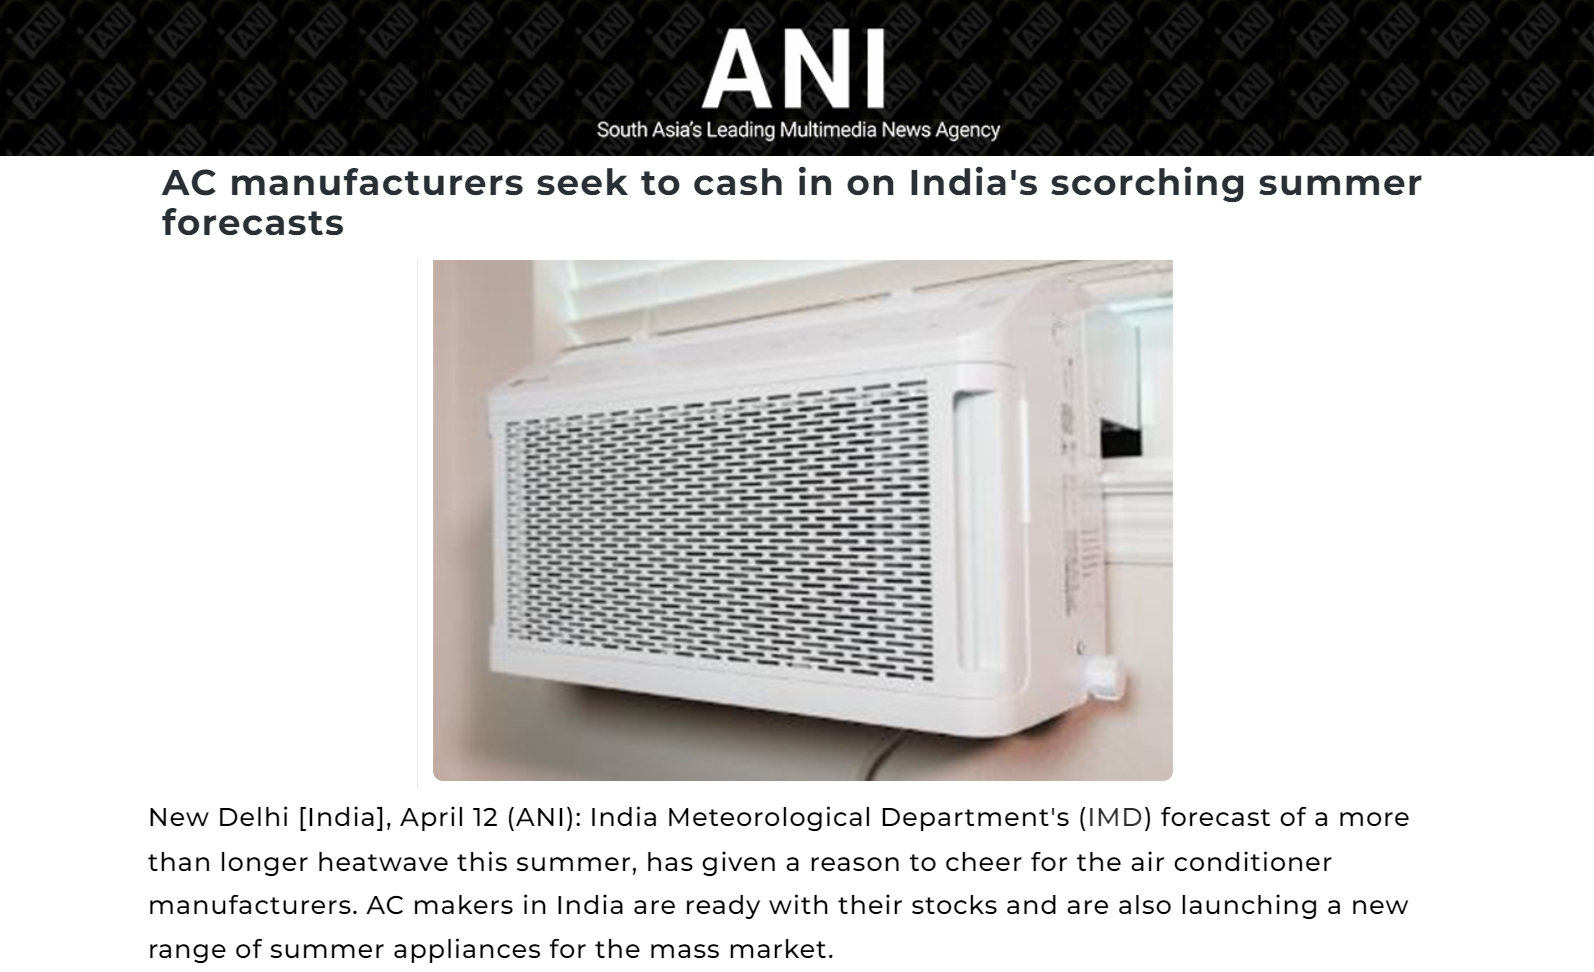 ANI
South Asia's Leading Multimedia News Agency
AC manufacturers seek to cash in on India's scorching summer
forecasts
New Delhi [India], April 12 (ANI): India Meteorological Department's (IMD) forecast of a more
than longer heatwave this summer, has given a reason to cheer for the air conditioner
manufacturers. AC makers in India are ready with their stocks and are also launching a new
range of summer appliances for the mass market.